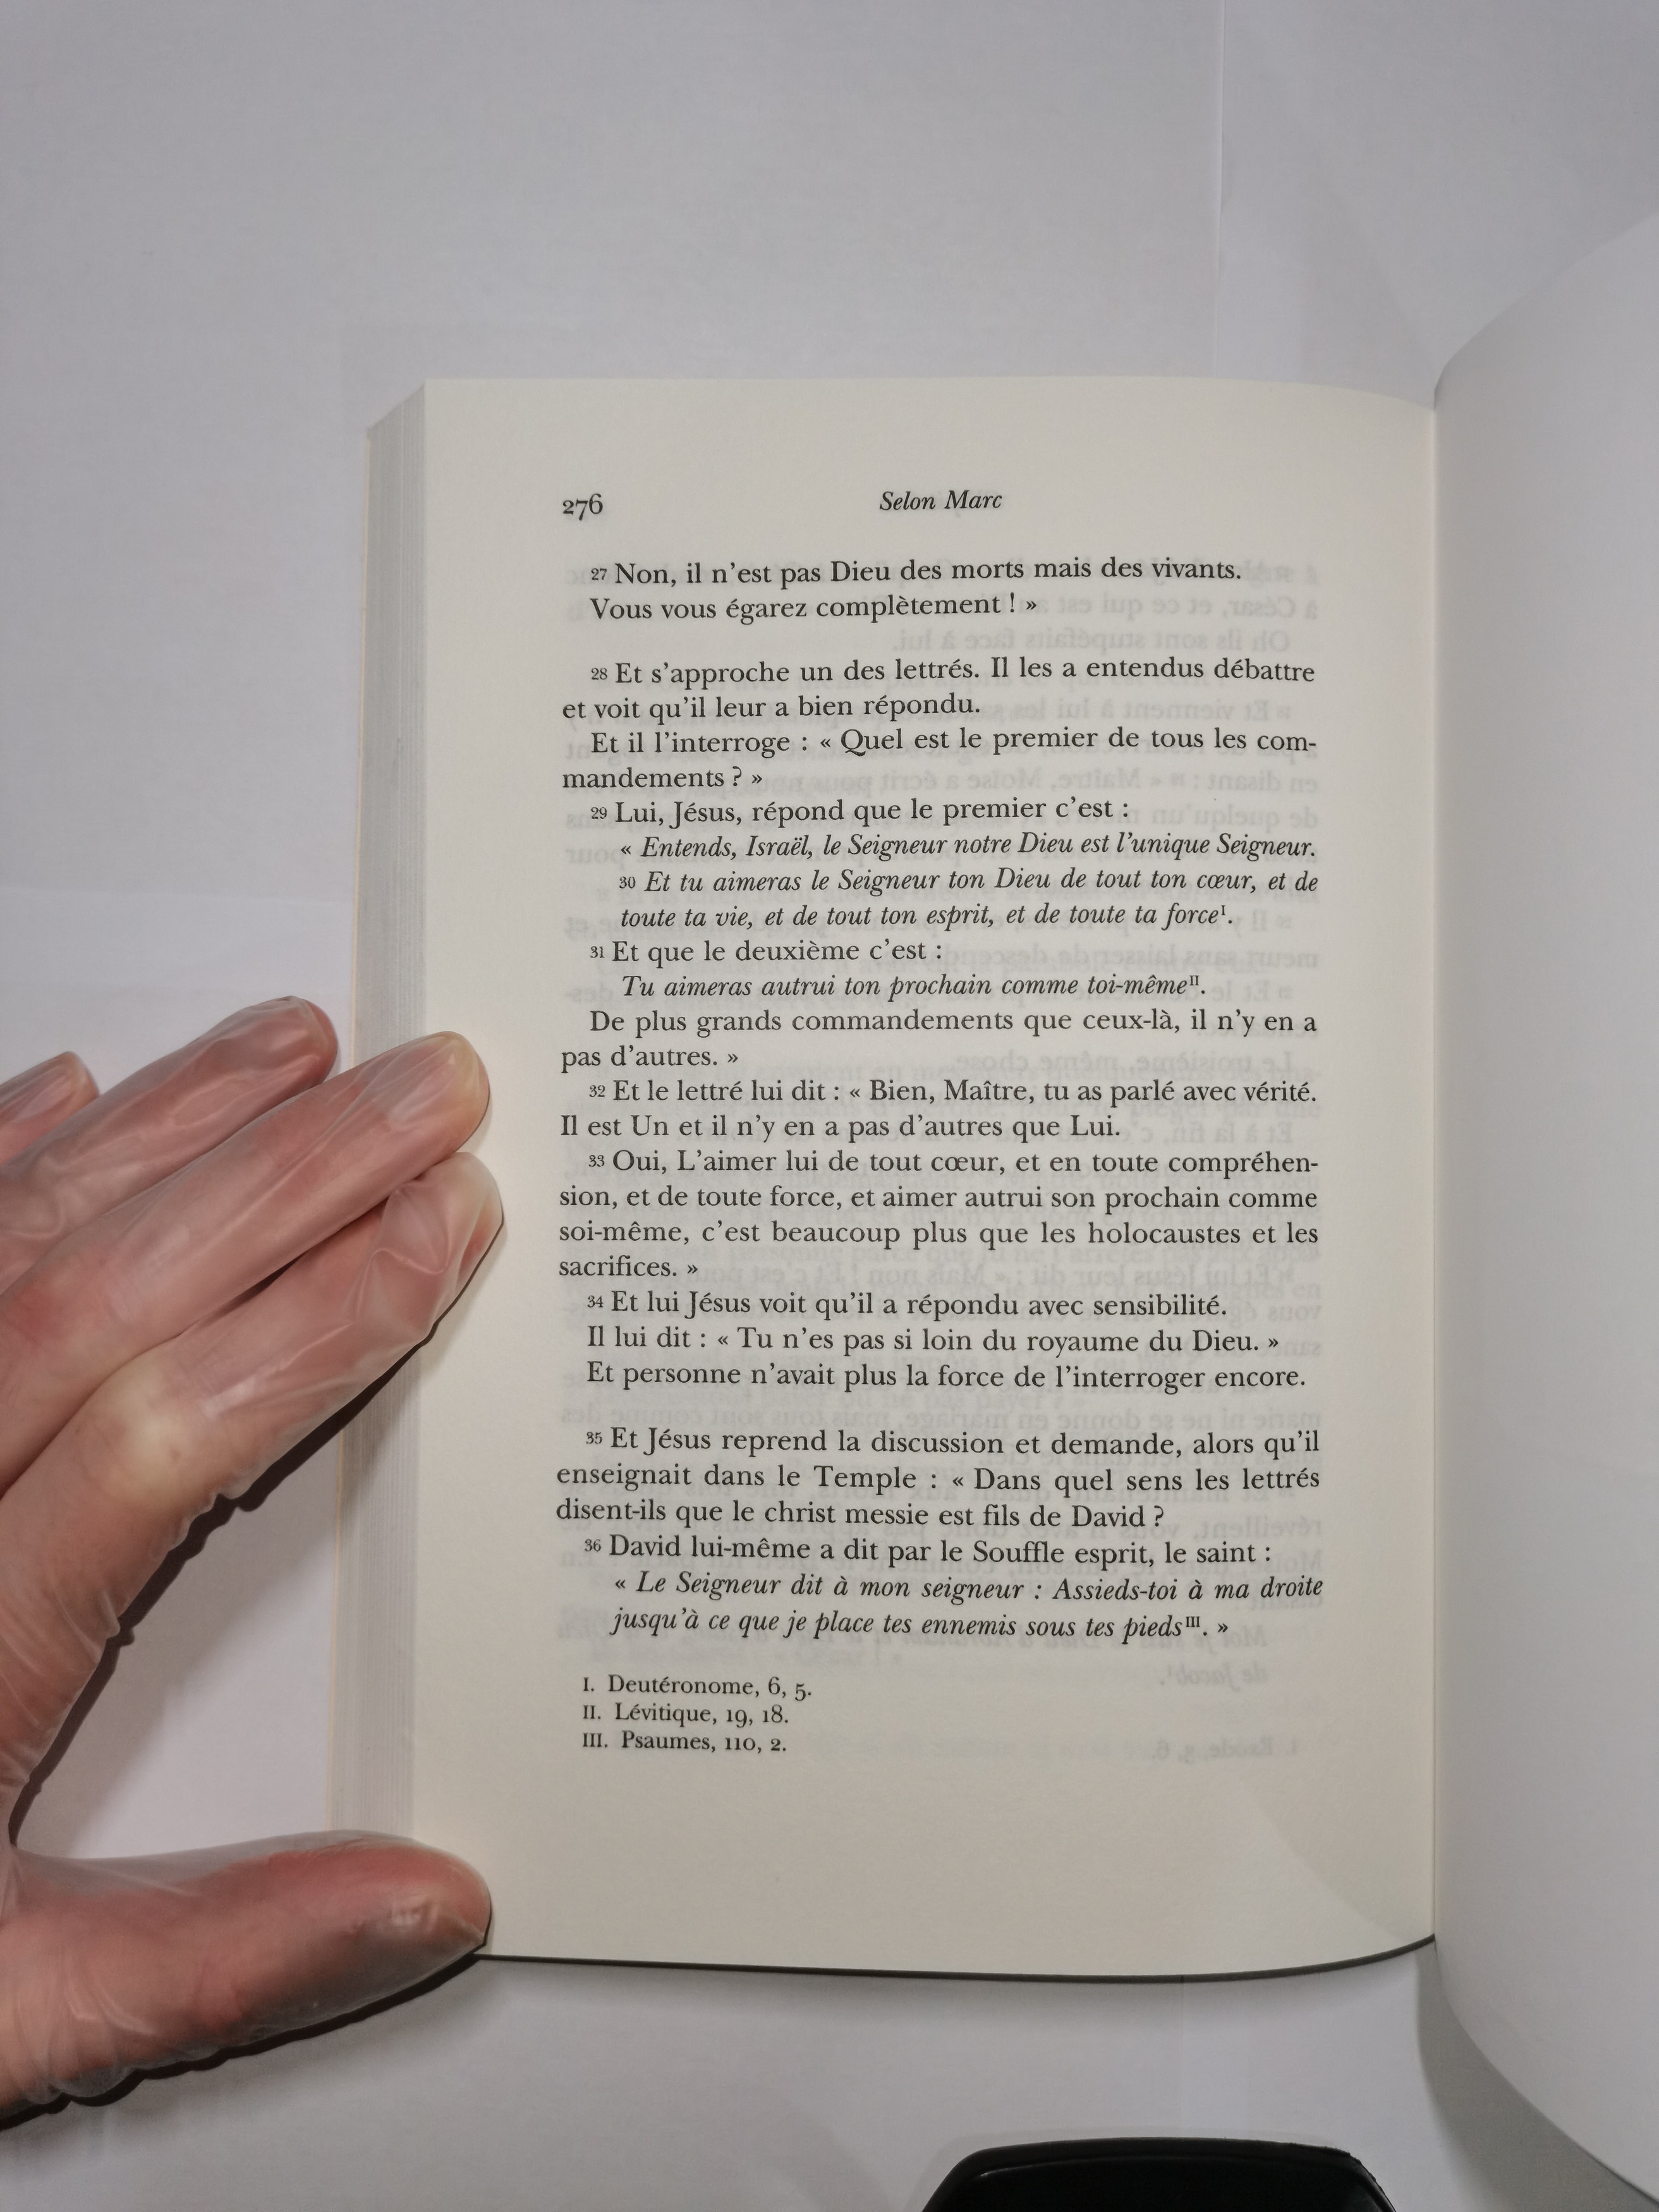 276
Selon Marc
27 Non, il n'est pas Dieu des morts mais des vivants.
Vous vous égarez complètement ! »
28 Et s'approche un des lettrés. Il les a entendus débattre
et voit qu'il leur a bien répondu.
Et il l'interroge : « Quel est le premier de tous les com-
mandements ? »
29 Lui, Jésus, répond que le premier c'est :
« Entends, Israël, le Seigneur notre Dieu est l'unique Seigneur.
30 Et tu aimeras le Seigneur ton Dieu de tout ton cœur, et de
toute ta vie, et de tout ton esprit, et de toute ta force I.
31 Et que le deuxième c'est :
Tu aimeras autrui ton prochain comme toi-même II.
De plus grands commandements que ceux-là, il n'y en a
pas d'autres. »
32 Et le lettré lui dit : « Bien, Maître, tu as parlé avec vérité.
Il est Un et il n'y en a pas d'autres que Lui.
33 Oui, L'aimer lui de tout cœur, et en toute compréhen-
sion, et de toute force, et aimer autrui son prochain comme
soi-même, c'est beaucoup plus que les holocaustes et les
sacrifices. »
34 Et lui Jésus voit qu'il a répondu avec sensibilité.
Il lui dit : « Tu n'es pas si loin du royaume du Dieu. »
Et personne n'avait plus la force de l'interroger encore.
35 Et Jésus reprend la discussion et demande, alors qu'il
enseignait dans le Temple : « Dans quel sens les lettrés
disent-ils que le christ messie est fils de David ?
36 David lui-même a dit par le Souffle esprit, le saint :
« Le Seigneur dit à mon seigneur : Assieds-toi à ma droite
jusqu'à ce que je place tes ennemis sous tes pieds III. »
I. Deutéronome, 6, 5.
II. Lévitique, 19, 18.
III. Psaumes, 110, 2.